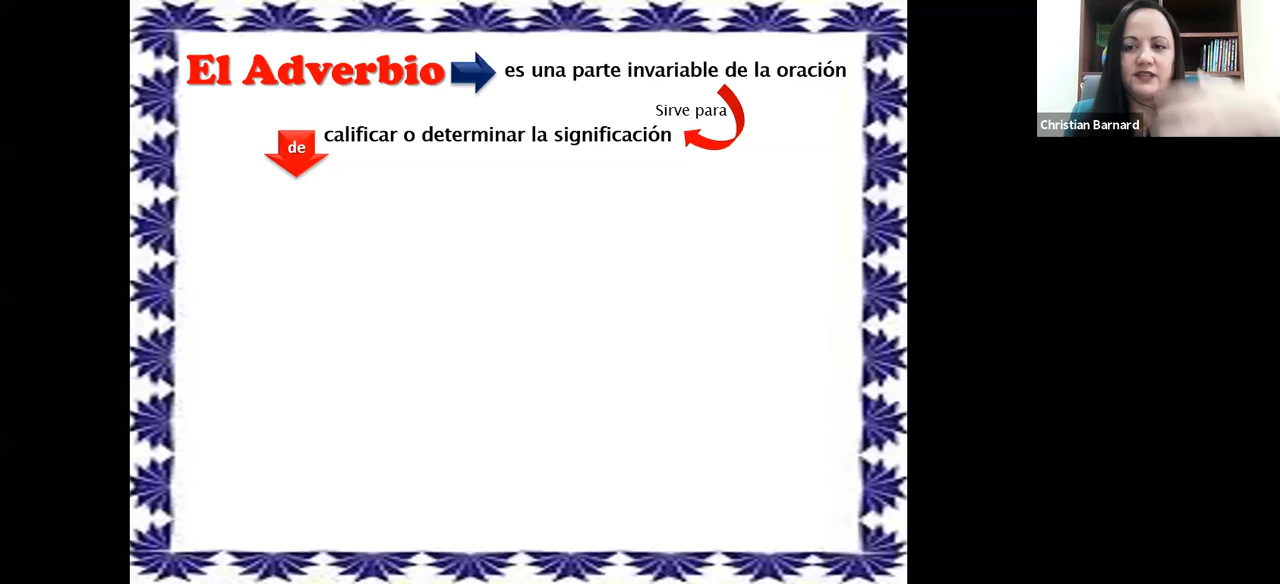 El Adverbio es una parte invariable de la oración
Sirve para
calificar o determinar la significación
de
Christian Barnard